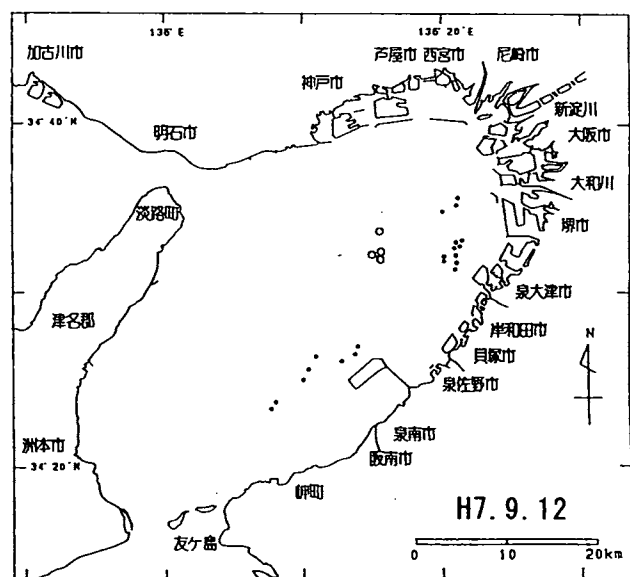 136°E
136°20'E
加古川市
芦屋市 西宮市 尼崎市
神戸市
新淀川
34°40'N
明石市
大阪市
大和川
淡路町
堺市
泉大津市
津名郡
岸和田市
N
貝塚市
泉佐野市
泉南市
洲本市
阪南市
34°20'N
岬町
H7.9.12
友ケ島
0 10 20km